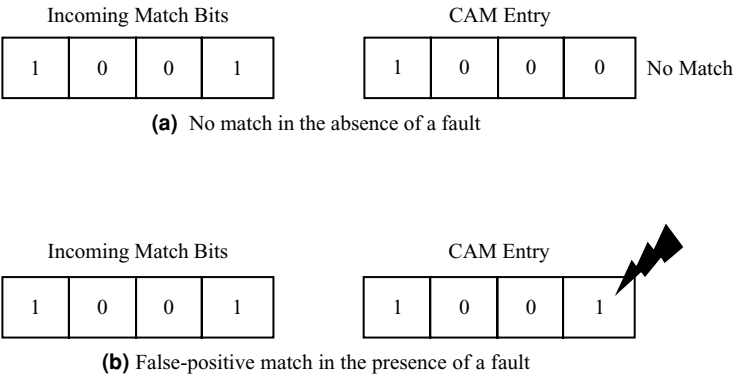 Incoming Match Bits CAM Entry
1 0 0 1 1 0 0 0 No Match
(a) No match in the absence of a fault
Incoming Match Bits CAM Entry
1 0 0 1 1 0 0 1
(b) False-positive match in the presence of a fault